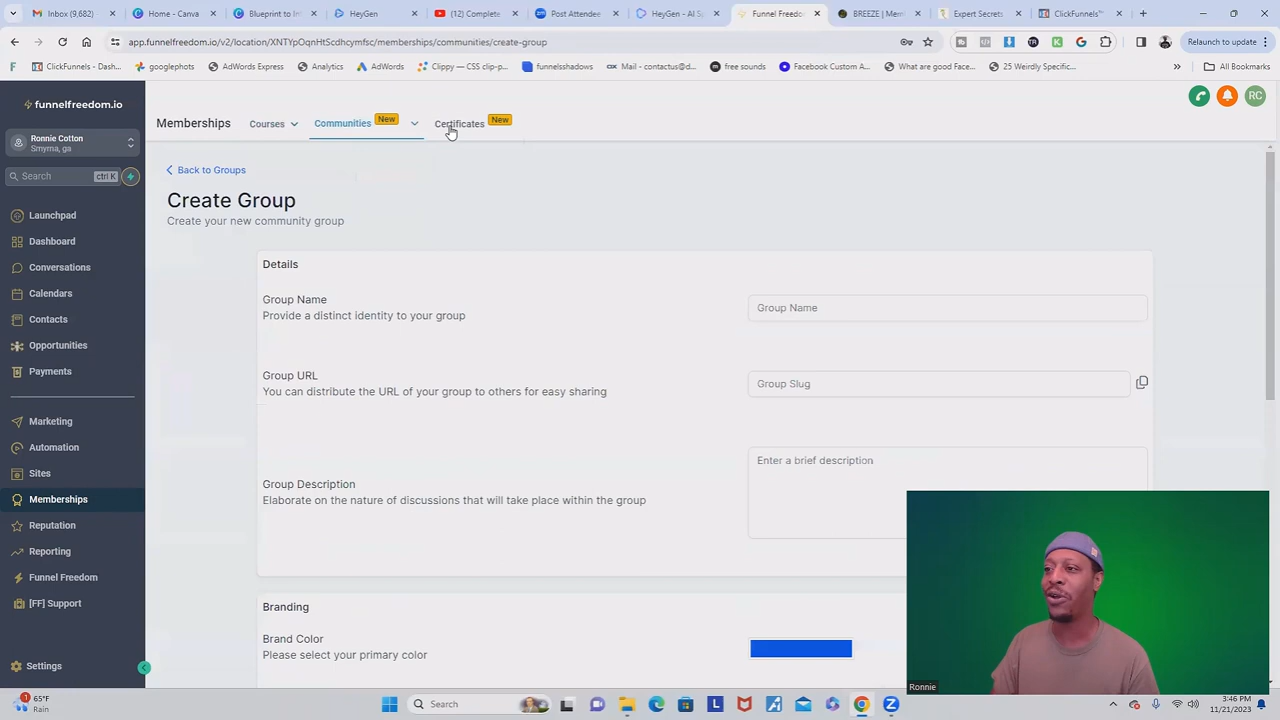 Inbox (9,682)
Home - Canva
Blueprint to In
HeyGen
(12) Complete
Post Attendee
HeyGen - AI S
Funnel Freedo
BREEZE | Mem
Expert Secrets
ClickFunnels™
app.funnelfreedom.io/v2/location/XNTYpOqnHtSdhcqmfsc/memberships/communities/create-group
Relaunch to update
ClickFunnels - Dash...
googlephotos
AdWords Express
Analytics
AdWords
Clippy — CSS clip-p...
funnelsshadows
Mail - contactus@d...
free sounds
Facebook Custom A...
What are good Face...
25 Weirdly Specific...
All Bookmarks
funnelfreedom.io
Ronnie Cotton
Smyrna, ga
Search
ctrl K
Launchpad
Dashboard
Conversations
Calendars
Contacts
Opportunities
Payments
Marketing
Automation
Sites
Memberships
Reputation
Reporting
Funnel Freedom
[FF] Support
Settings
Memberships
Courses
Communities New
Certificates New
RC
Back to Groups
Create Group
Create your new community group
Details
Group Name
Provide a distinct identity to your group
Group Name
Group URL
You can distribute the URL of your group to others for easy sharing
Group Slug
Group Description
Elaborate on the nature of discussions that will take place within the group
Enter a brief description
Branding
Brand Color
Please select your primary color
Ronnie
65°F
Rain
Search
3:46 PM
11/21/2023